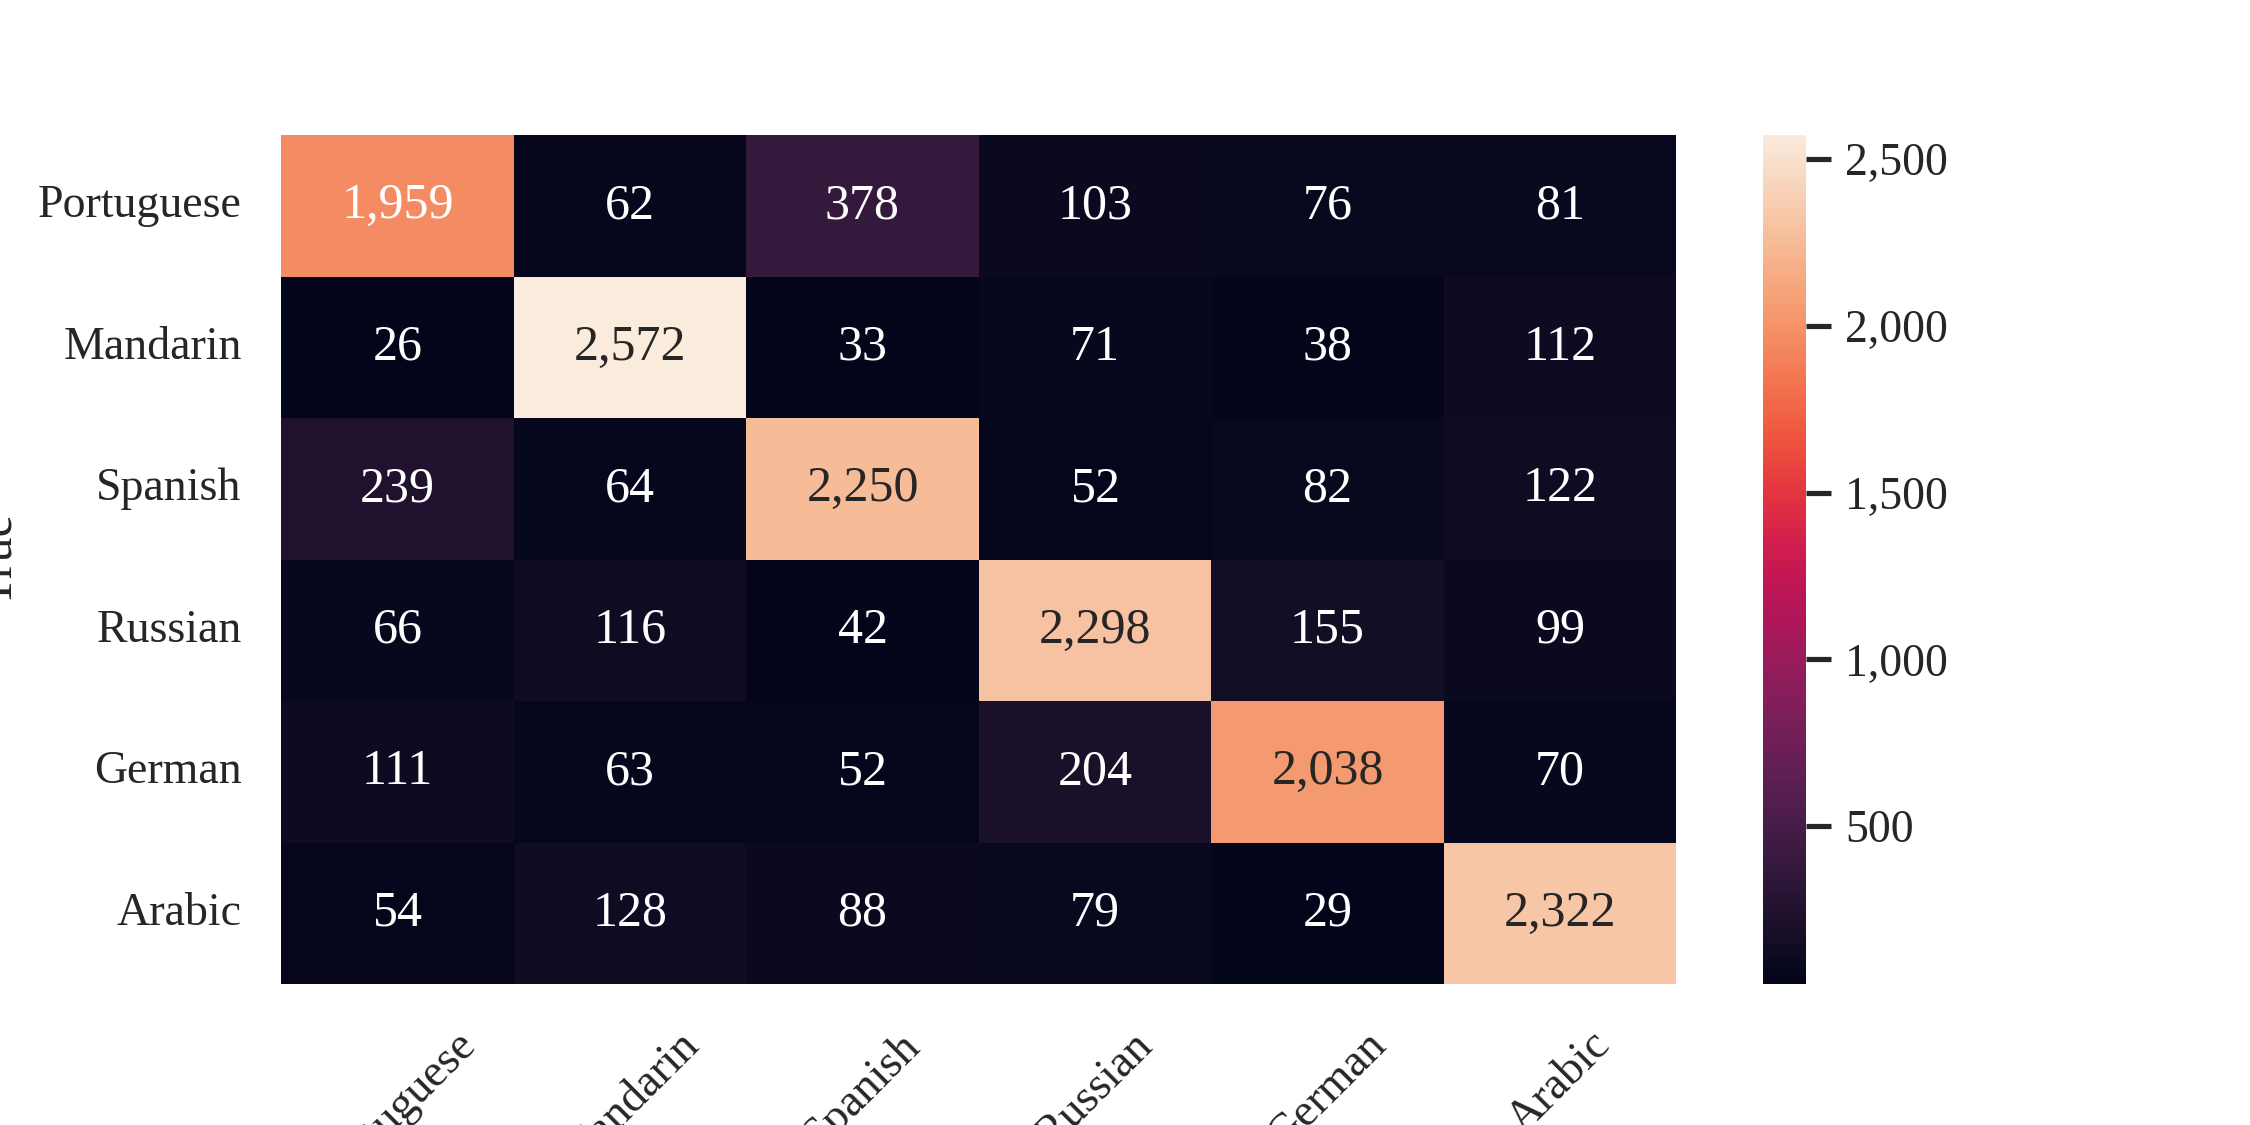 Portuguese 1,959 62 378 103 76 81
2,500
Mandarin 26 2,572 33 71 38 112
2,000
Spanish 239 64 2,250 52 82 122
1,500
Russian 66 116 42 2,298 155 99
1,000
German 111 63 52 204 2,038 70
500
Arabic 54 128 88 79 29 2,322
Arabic